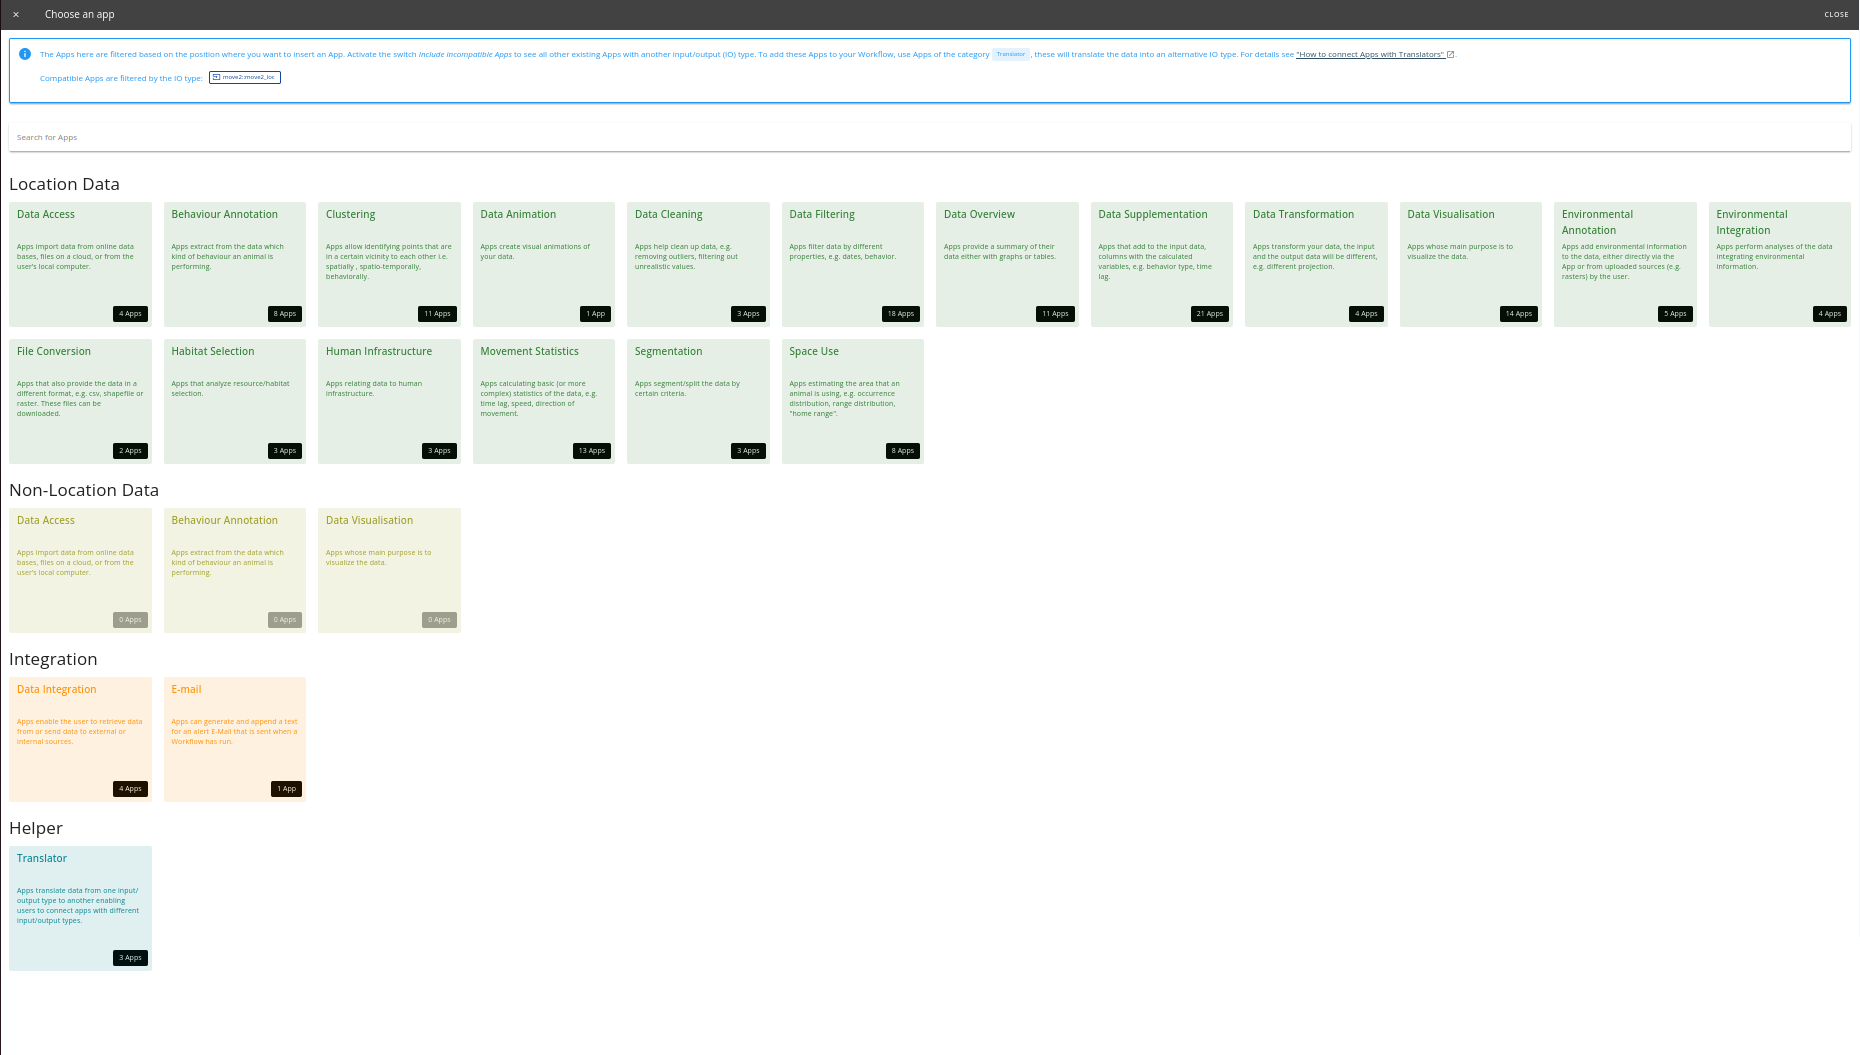 × Choose an app CLOSE
The Apps here are filtered based on the position where you want to insert an App. Activate the switch include incompatible Apps to see all other existing Apps with another input/output (IO) type. To add these Apps to your Workflow, use Apps of the category Translator , these will translate the data into an alternative IO type. For details see "How to connect Apps with Translators" .
Compatible Apps are filtered by the IO type: move2::move2_loc
Search for Apps
Location Data
Data Access
Apps import data from online data
bases, files on a cloud, or from the
user's local computer.
4 Apps
Behaviour Annotation
Apps extract from the data which
kind of behaviour an animal is
performing.
8 Apps
Clustering
Apps allow identifying points that are
in a certain vicinity to each other i.e.
spatially , spatio-temporally,
behaviorally.
11 Apps
Data Animation
Apps create visual animations of
your data.
1 App
Data Cleaning
Apps help clean up data, e.g.
removing outliers, filtering out
unrealistic values.
3 Apps
Data Filtering
Apps filter data by different
properties, e.g. dates, behavior.
18 Apps
Data Overview
Apps provide a summary of their
data either with graphs or tables.
11 Apps
Data Supplementation
Apps that add to the input data,
columns with the calculated
variables, e.g. behavior type, time
lag.
21 Apps
Data Transformation
Apps transform your data, the input
and the output data will be different,
e.g. different projection.
4 Apps
Data Visualisation
Apps whose main purpose is to
visualize the data.
14 Apps
Environmental
Annotation
Apps add environmental information
to the data, either directly via the
App or from uploaded sources (e.g.
rasters) by the user.
5 Apps
Environmental
Integration
Apps perform analyses of the data
integrating environmental
information.
4 Apps
File Conversion
Apps that also provide the data in a
different format, e.g. csv, shapefile or
raster. These files can be
downloaded.
2 Apps
Habitat Selection
Apps that analyze resource/habitat
selection.
3 Apps
Human Infrastructure
Apps relating data to human
infrastructure.
3 Apps
Movement Statistics
Apps calculating basic (or more
complex) statistics of the data, e.g.
time lag, speed, direction of
movement.
13 Apps
Segmentation
Apps segment/split the data by
certain criteria.
3 Apps
Space Use
Apps estimating the area that an
animal is using, e.g. occurrence
distribution, range distribution,
"home range".
8 Apps
Non-Location Data
Data Access
Apps import data from online data
bases, files on a cloud, or from the
user's local computer.
0 Apps
Behaviour Annotation
Apps extract from the data which
kind of behaviour an animal is
performing.
0 Apps
Data Visualisation
Apps whose main purpose is to
visualize the data.
0 Apps
Integration
Data Integration
Apps enable the user to retrieve data
from or send data to external or
internal sources.
4 Apps
E-mail
Apps can generate and append a text
for an alert E-Mail that is sent when a
Workflow has run.
1 App
Helper
Translator
Apps translate data from one input/
output type to another enabling
users to connect apps with different
input/output types.
3 Apps